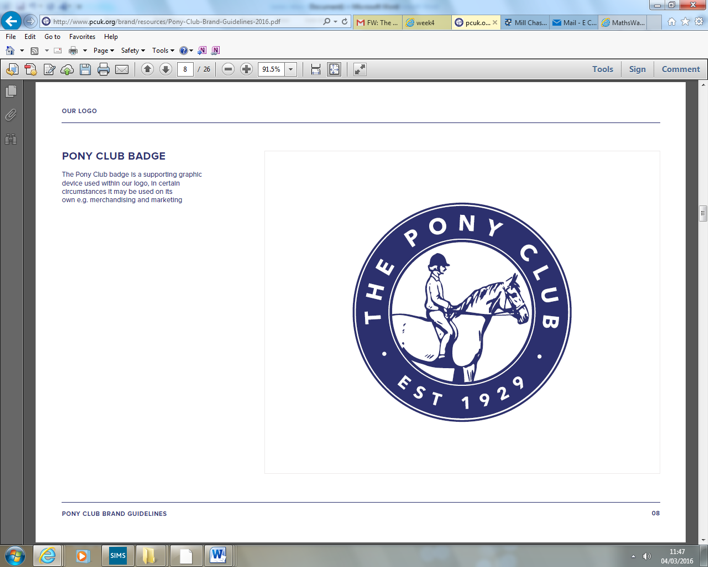 http://www.pcuk.org/brand/resources/Pony-Club-Brand-Guidelines-2016.pdf
FW: The ...
week4
pcuk.o...
Mill Chas...
Mail - E C...
MathsWa...
File Edit Go to Favorites Help
Page Safety Tools
8 / 26 91.5% Tools Sign Comment
OUR LOGO
PONY CLUB BADGE
The Pony Club badge is a supporting graphic
device used within our logo, in certain
circumstances it may be used on its
own e.g. merchandising and marketing
THE PONY CLUB
EST 1929
PONY CLUB BRAND GUIDELINES 08
SIMS
11:47
04/03/2016